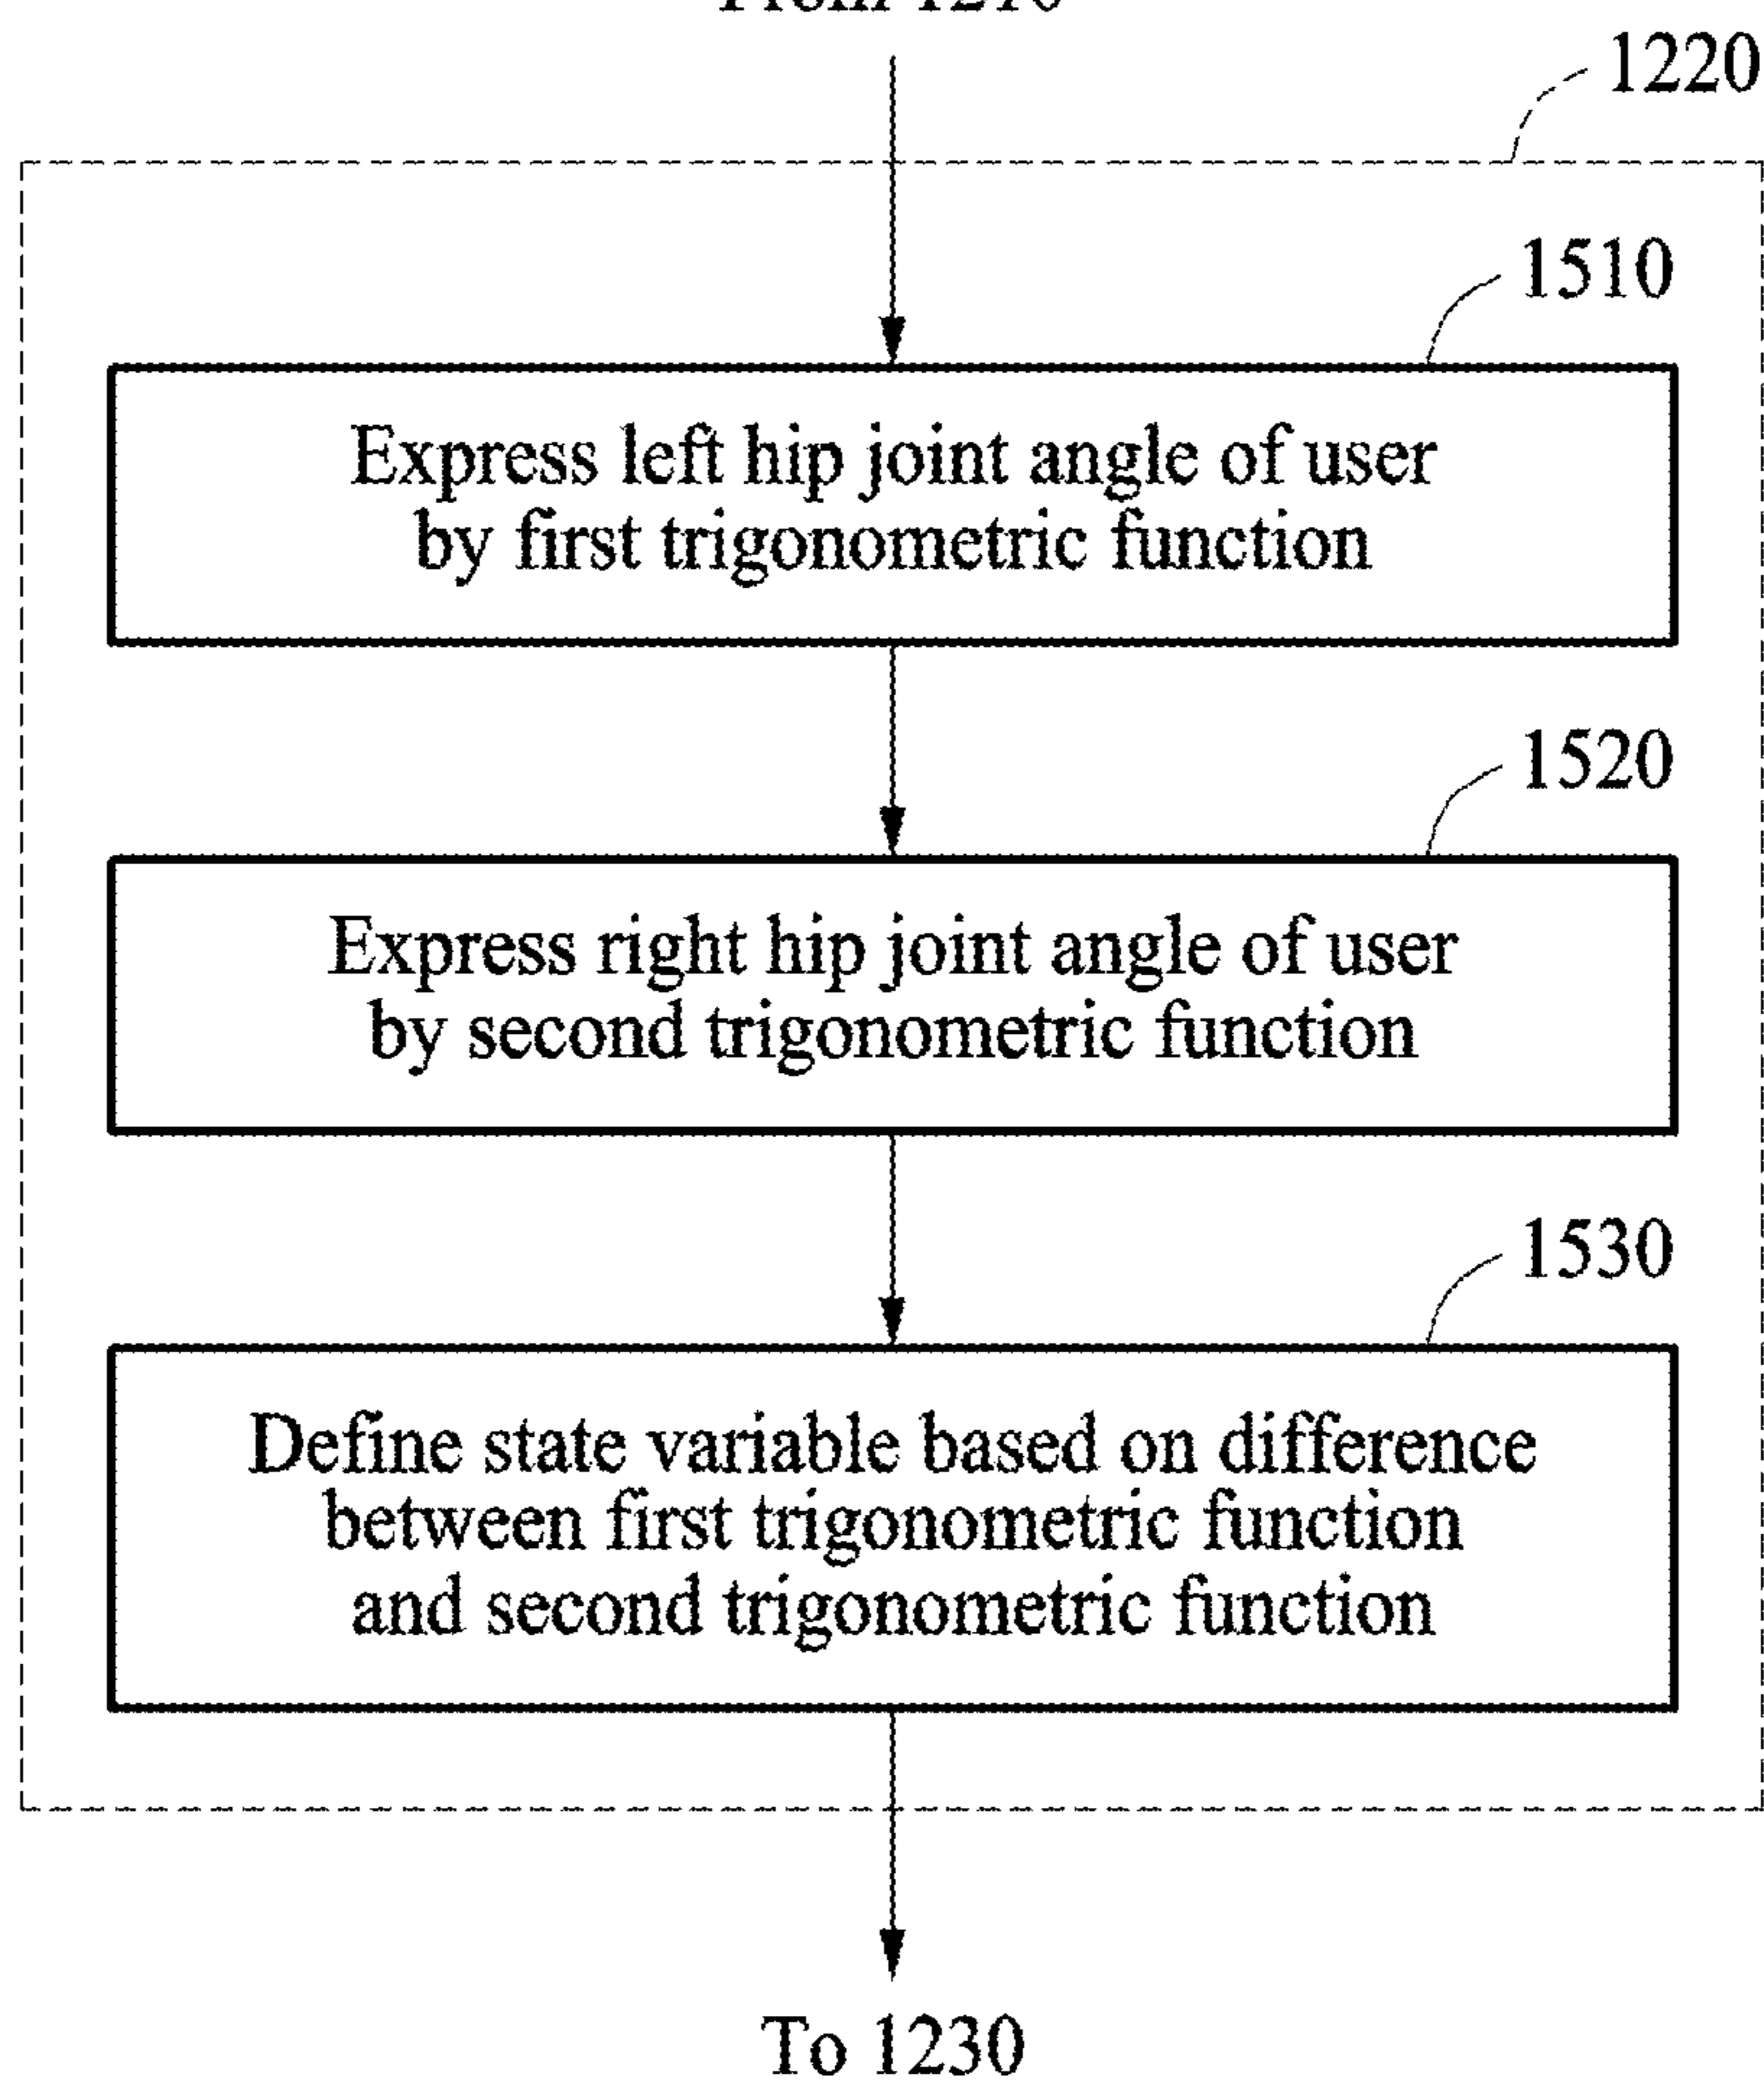 1220
1510
Express left hip joint angle of user
by first trigonometric function
1520
Express right hip joint angle of user
by second trigonometric function
1530
Define state variable based on difference
between first trigonometric function
and second trigonometric function
To 1230